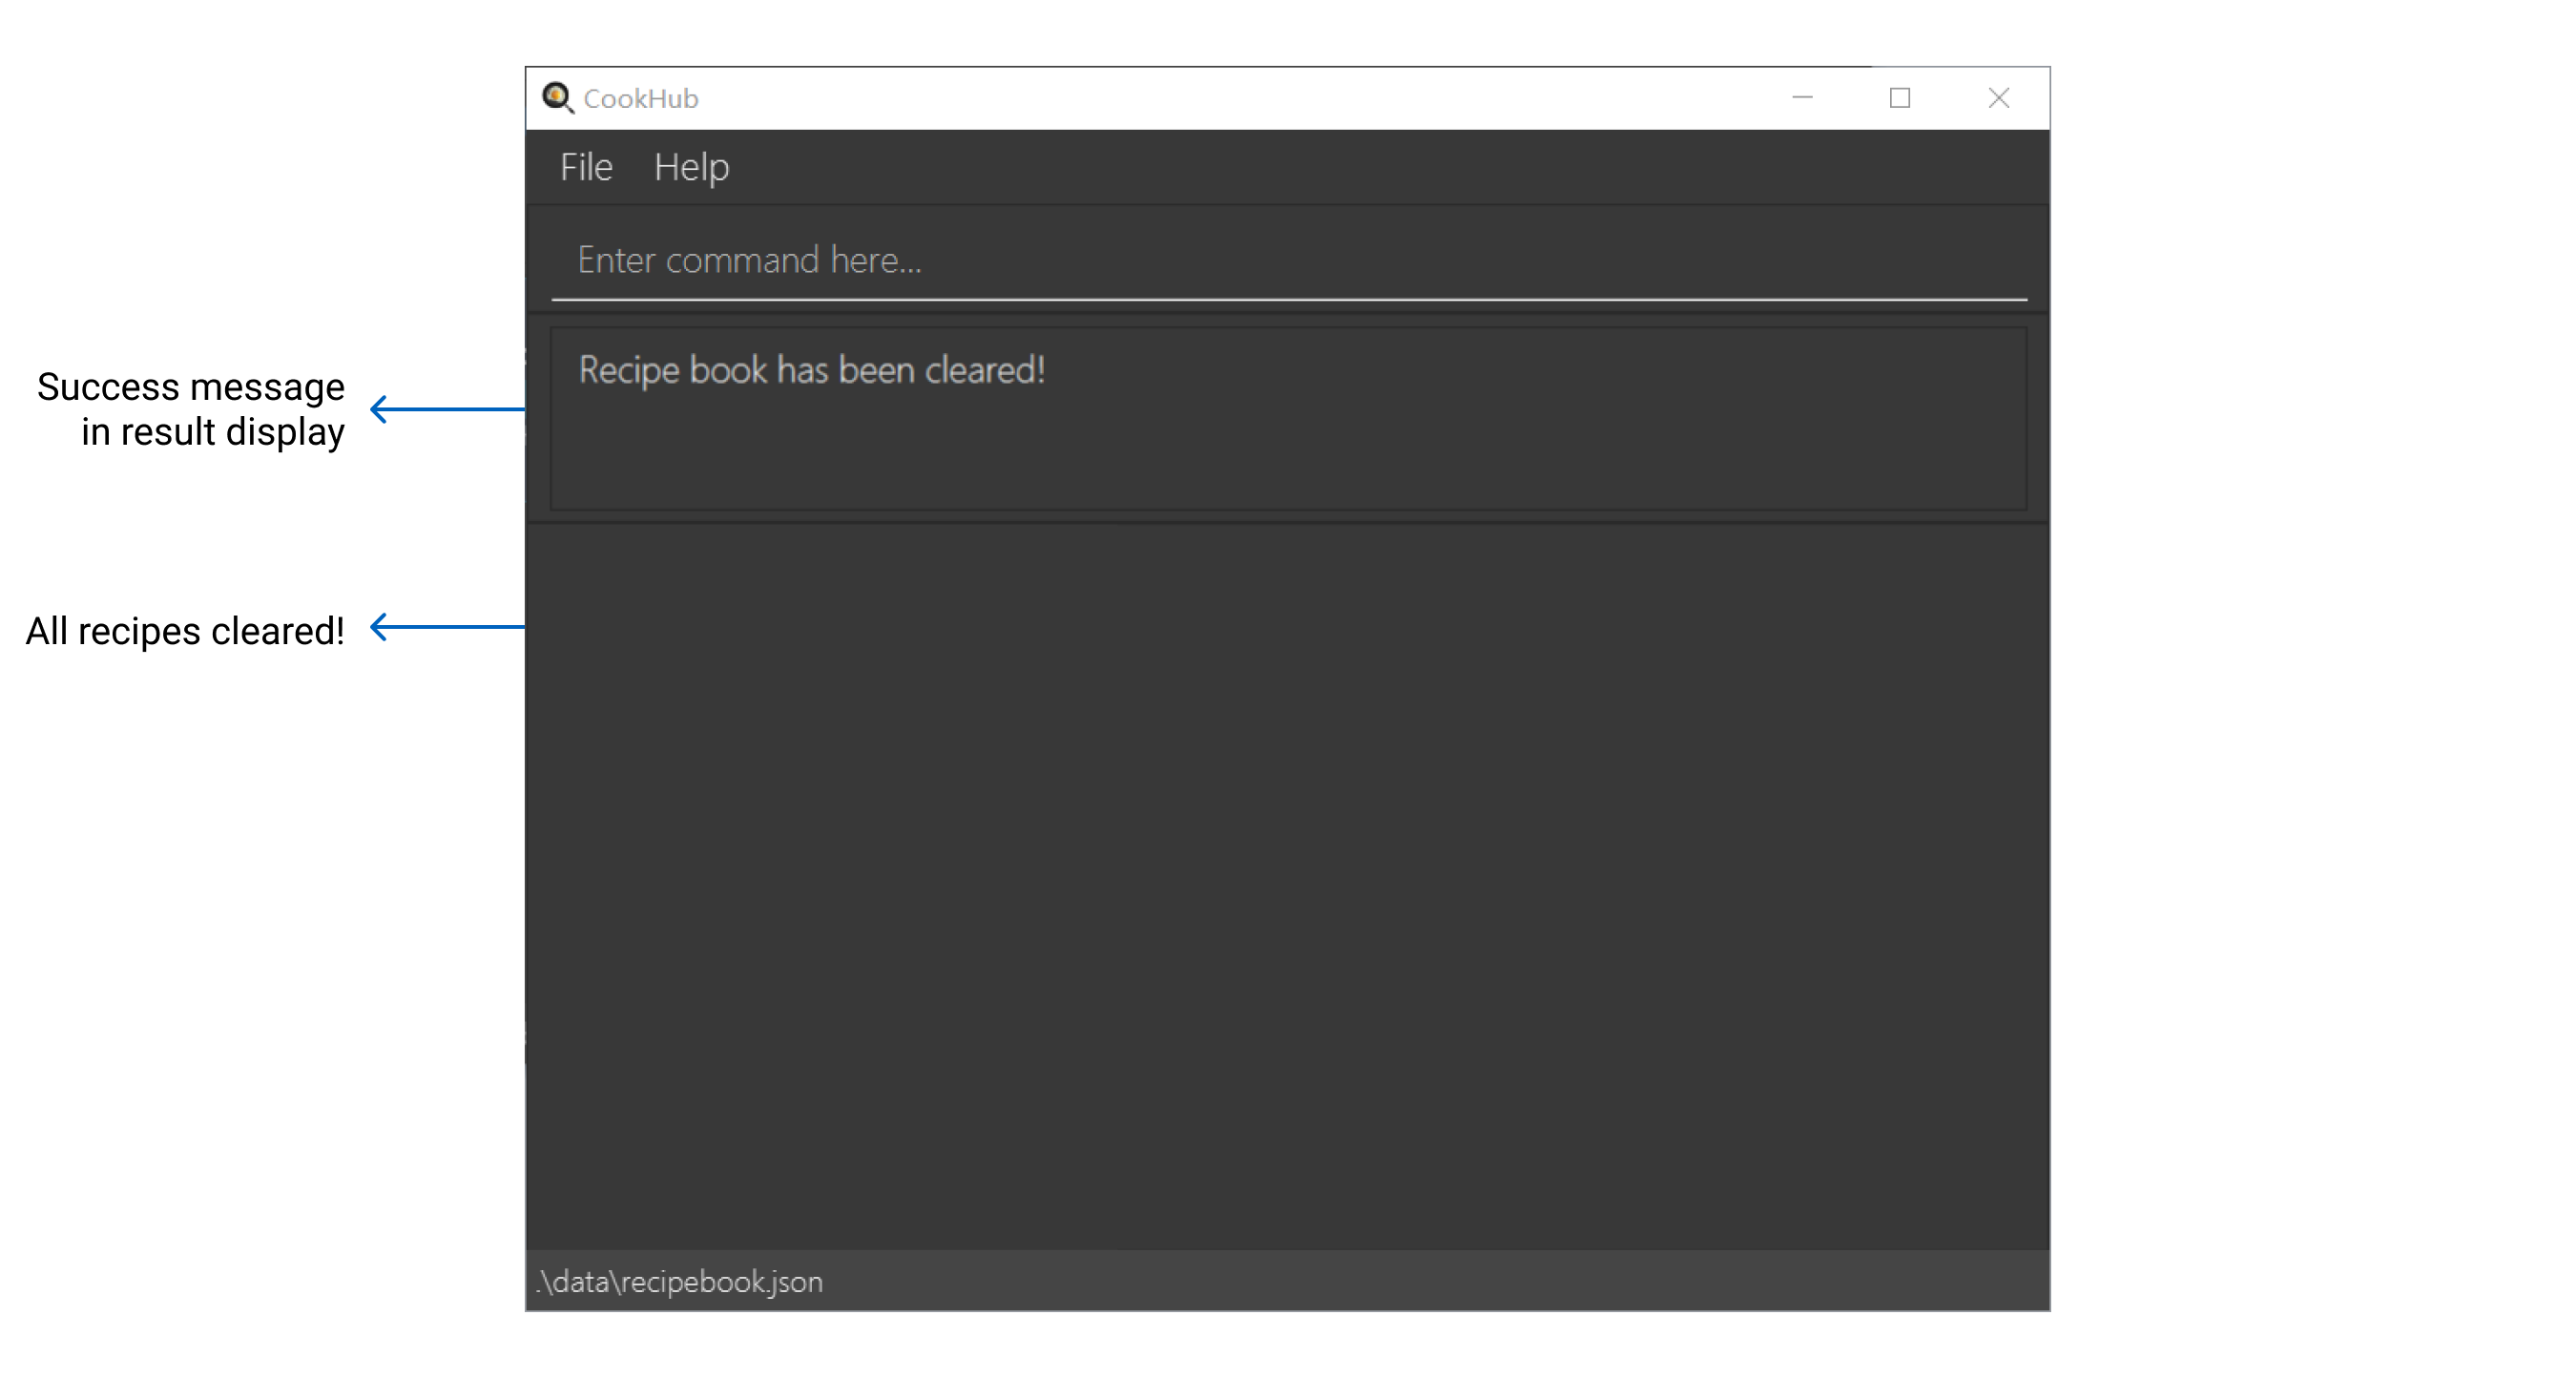 CookHub
File Help
Enter command here...
Recipe book has been cleared!
Success message
in result display
All recipes cleared!
.\data\recipebook.json